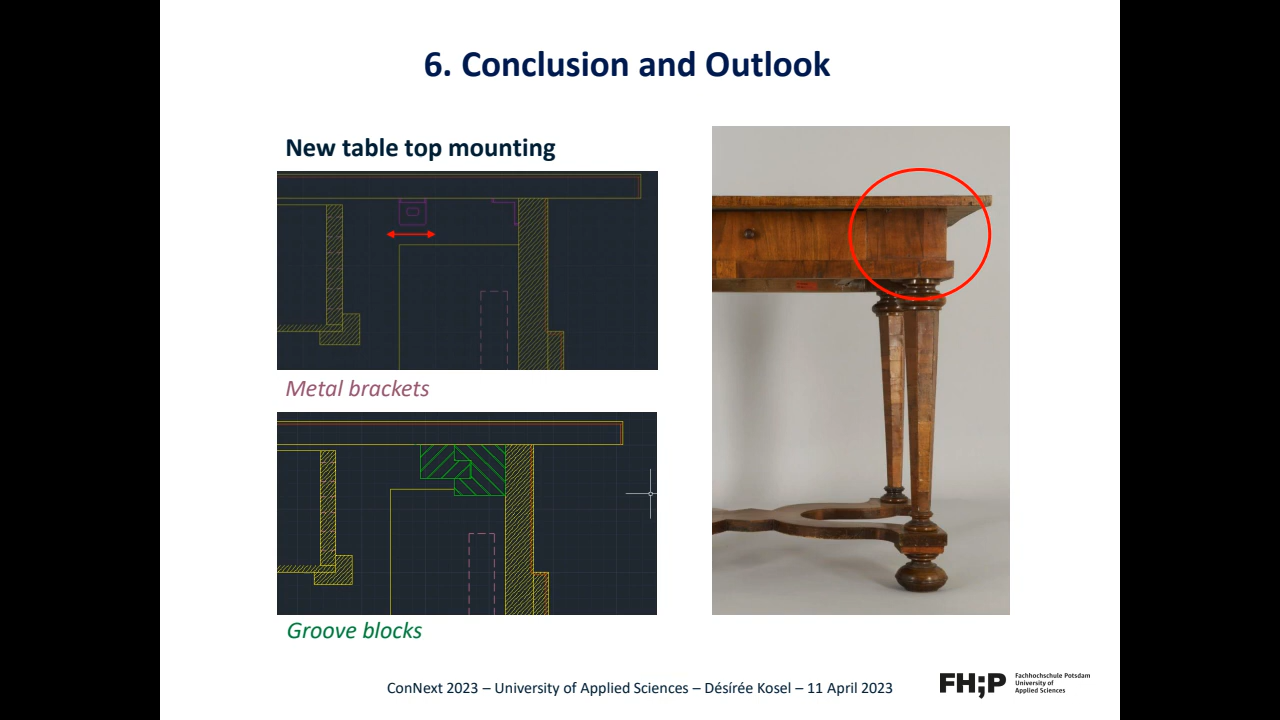 6. Conclusion and Outlook
New table top mounting
Metal brackets
Groove blocks
ConNext 2023 – University of Applied Sciences – Désírée Kosel – 11 April 2023
FH;P
Fachhochschule Potsdam
University of
Applied Sciences